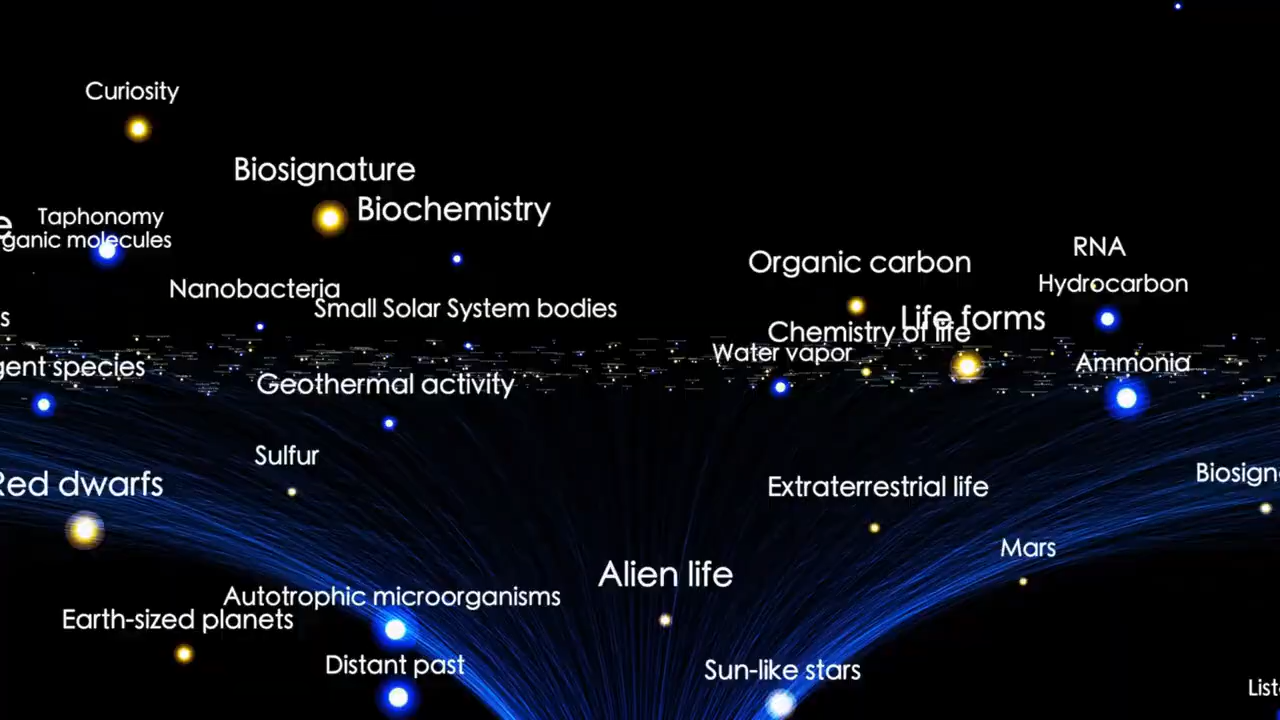 Curiosity
Biosignature
Biochemistry
e
Taphonomy
ganic molecules
RNA
Organic carbon
Hydrocarbon
Nanobacteria
Small Solar System bodies
s
Life forms
Chemistry of life
Water vapor
Ammonia
gent species
Geothermal activity
Sulfur
Red dwarfs
Extraterrestrial life
Biosign
Mars
Alien life
Autotrophic microorganisms
Earth-sized planets
Distant past
Sun-like stars
List